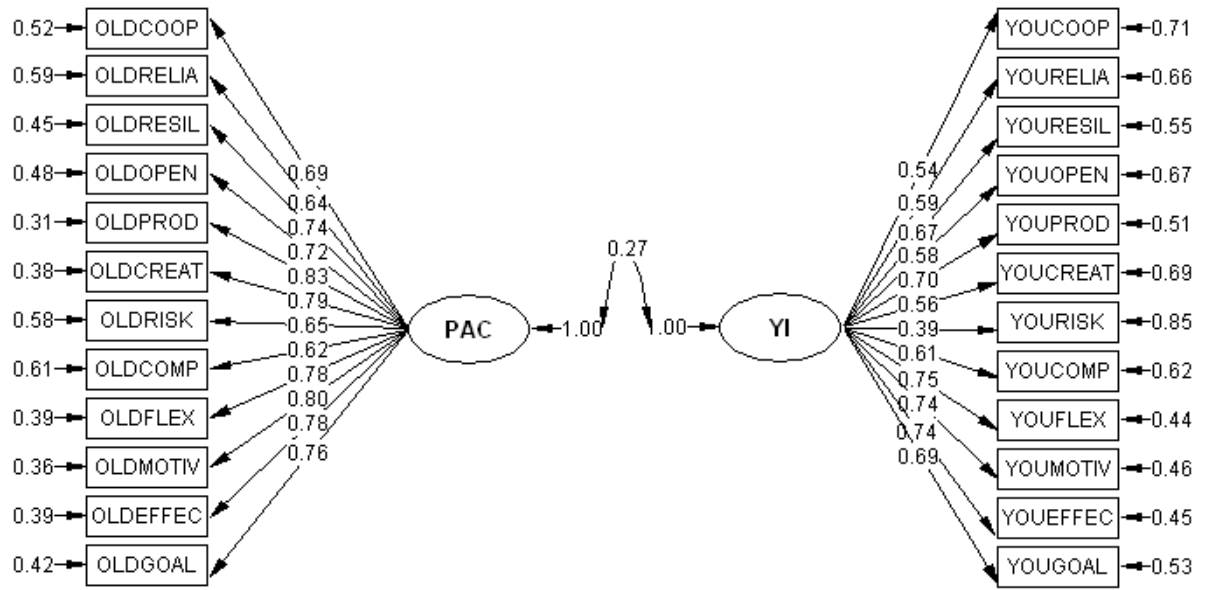 0.52 OLDCOOP
0.59 OLDRELIA
0.45 OLDRESIL
0.48 OLDOPEN
0.31 OLDPROD
0.38 OLDCREAT
0.58 OLDRISK
0.61 OLDCOMP
0.39 OLDFLEX
0.36 OLDMOTIV
0.39 OLDEFFEC
0.42 OLDGOAL
0.69
0.64
0.74
0.72
0.83
0.79
0.65
0.62
0.78
0.80
0.78
0.76
PAC
1.00
0.27
1.00
YI
0.54
0.59
0.67
0.58
0.70
0.56
0.39
0.61
0.75
0.74
0.74
0.69
YOUCOOP 0.71
YOURELIA 0.66
YOURESIL 0.55
YOUOPEN 0.67
YOUPROD 0.51
YOUCREAT 0.69
YOURISK 0.85
YOUCOMP 0.62
YOUFLEX 0.44
YOUMOTIV 0.46
YOUEFFEC 0.45
YOUGOAL 0.53